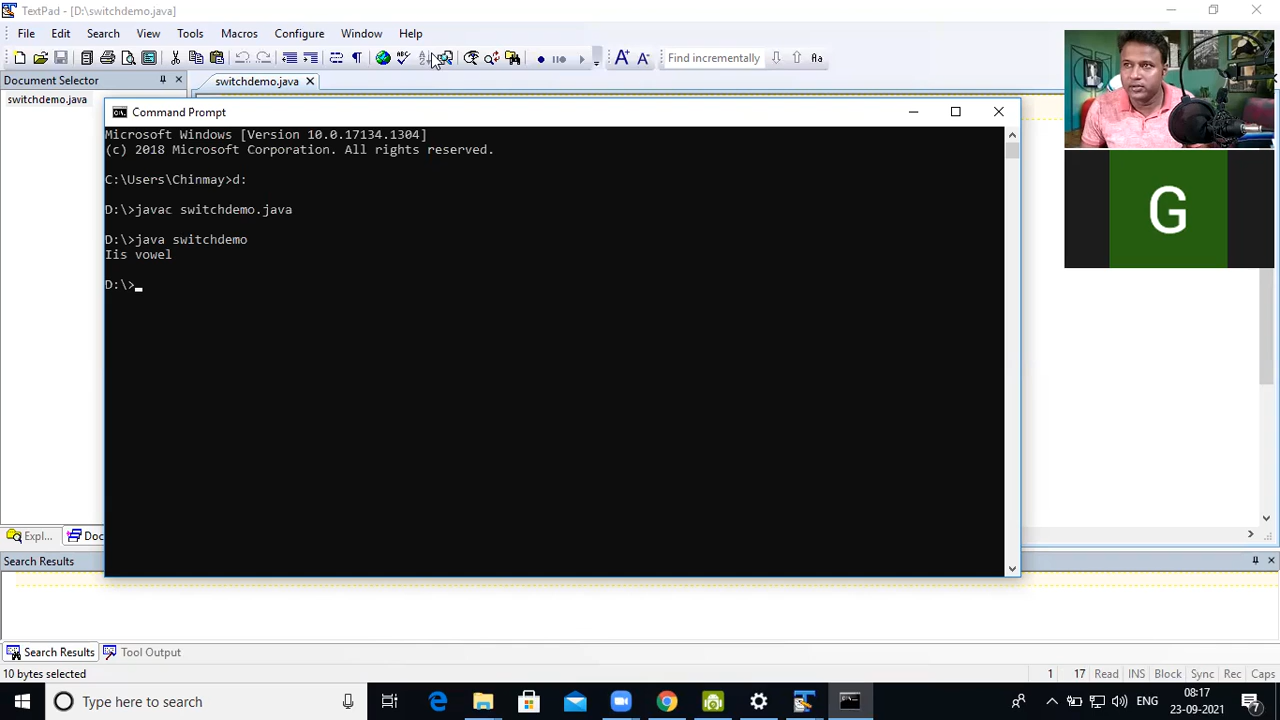 TextPad - [D:\switchdemo.java]
File Edit Search View Tools Macros Configure Window Help
Find incrementally
Document Selector
switchdemo.java
switchdemo.java
Command Prompt
Microsoft Windows [Version 10.0.17134.1304]
(c) 2018 Microsoft Corporation. All rights reserved.
C:\Users\Chinmay>d:
D:\>javac switchdemo.java
D:\>java switchdemo
Iis vowel
D:\>
G
Expl...
Doc
Search Results
Search Results Tool Output
10 bytes selected
1 17 Read INS Block Sync Rec Caps
Type here to search
ENG
08:17
23-09-2021
7